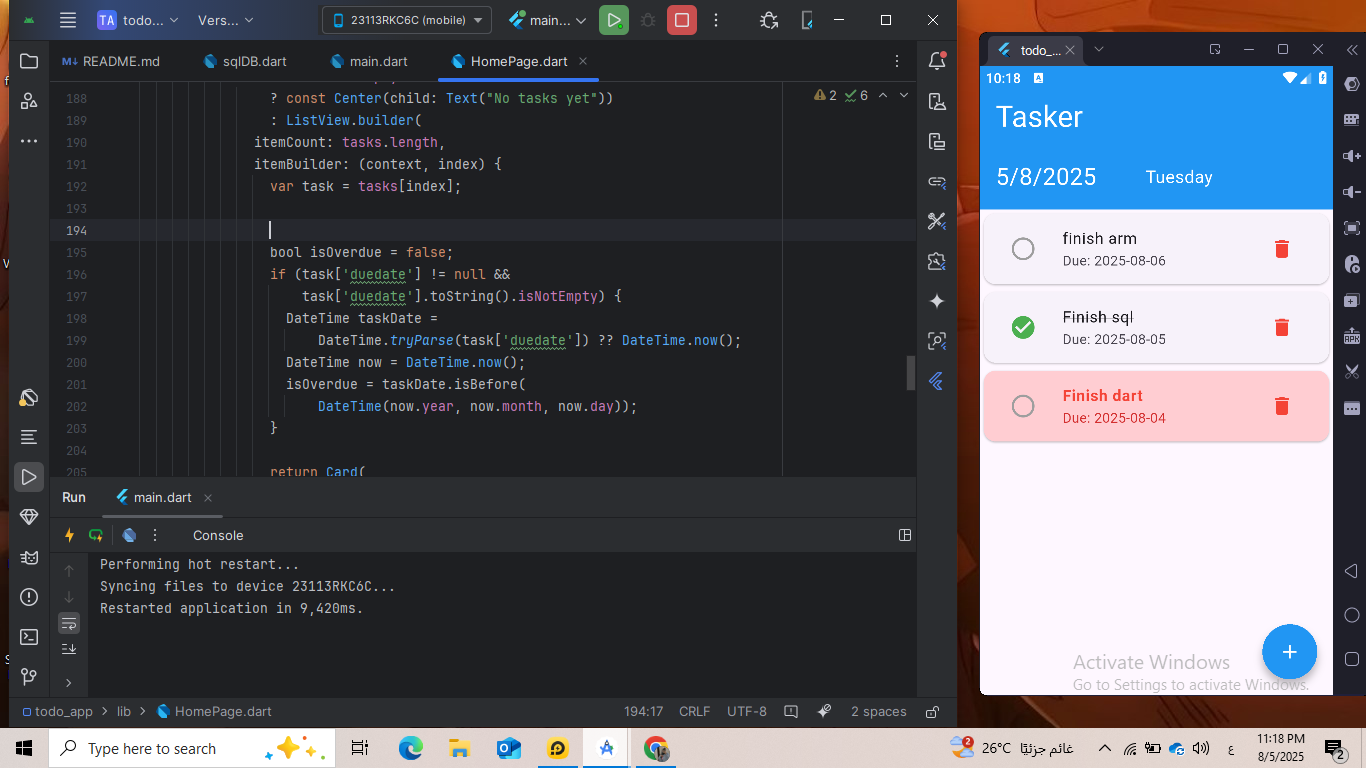 TA todo...
Vers...
23113RKC6C (mobile)
main....
M↓ README.md
sqlDB.dart
main.dart
HomePage.dart
2
6
188 ? const Center(child: Text("No tasks yet"))
189 : ListView.builder(
190 itemCount: tasks.length,
191 itemBuilder: (context, index) {
192 var task = tasks[index];
193
194
195 bool isOverdue = false;
196 if (task['duedate'] != null &&
197 task['duedate'].toString().isNotEmpty) {
198 DateTime taskDate =
199 DateTime.tryParse(task['duedate']) ?? DateTime.now();
200 DateTime now = DateTime.now();
201 isOverdue = taskDate.isBefore(
202 DateTime(now.year, now.month, now.day));
203 }
204
205 return Card(
Run
main.dart
Console
Performing hot restart...
Syncing files to device 23113RKC6C...
Restarted application in 9,420ms.
todo_app > lib > HomePage.dart
194:17
CRLF
UTF-8
2 spaces
todo_...
10:18
A
Tasker
5/8/2025
Tuesday
finish arm
Due: 2025-08-06
Finish sql
Due: 2025-08-05
Finish dart
Due: 2025-08-04
+
APK
Activate Windows
Go to Settings to activate Windows.
Type here to search
2
26°C
غائم جزئيًا
ع
11:18 PM
8/5/2025
2